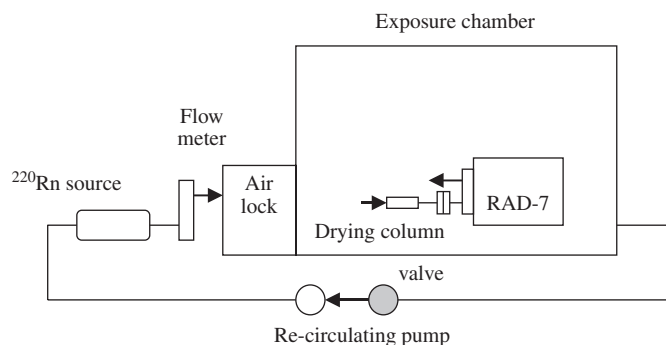 Exposure chamber
Flow
meter
²²⁰Rn source
Air
lock
RAD-7
Drying column
valve
Re-circulating pump